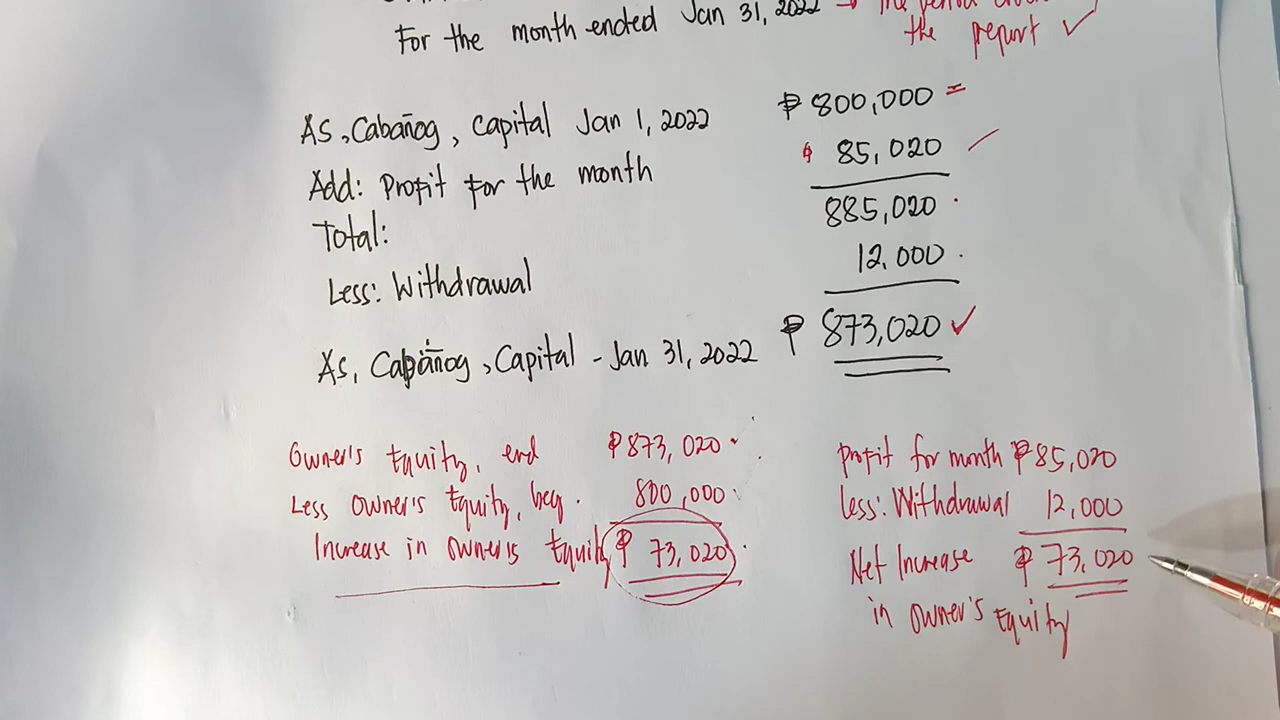 For the month ended Jan 31, 2022 → The period
the report ✓
As, Cabañog, Capital Jan 1, 2022 ₱ 800,000
Add: Profit for the month 85,020
Total: 885,020
Less: Withdrawal 12,000
As, Cabañog, Capital - Jan 31, 2022 ₱ 873,020 ✓
Owner's Equity, end ₱873,020
Less Owner's Equity, beg. 800,000
Increase in Owner's Equity ₱ 73,020
Profit for month ₱85,020
Less: Withdrawal 12,000
Net Increase ₱ 73,020
in Owner's Equity